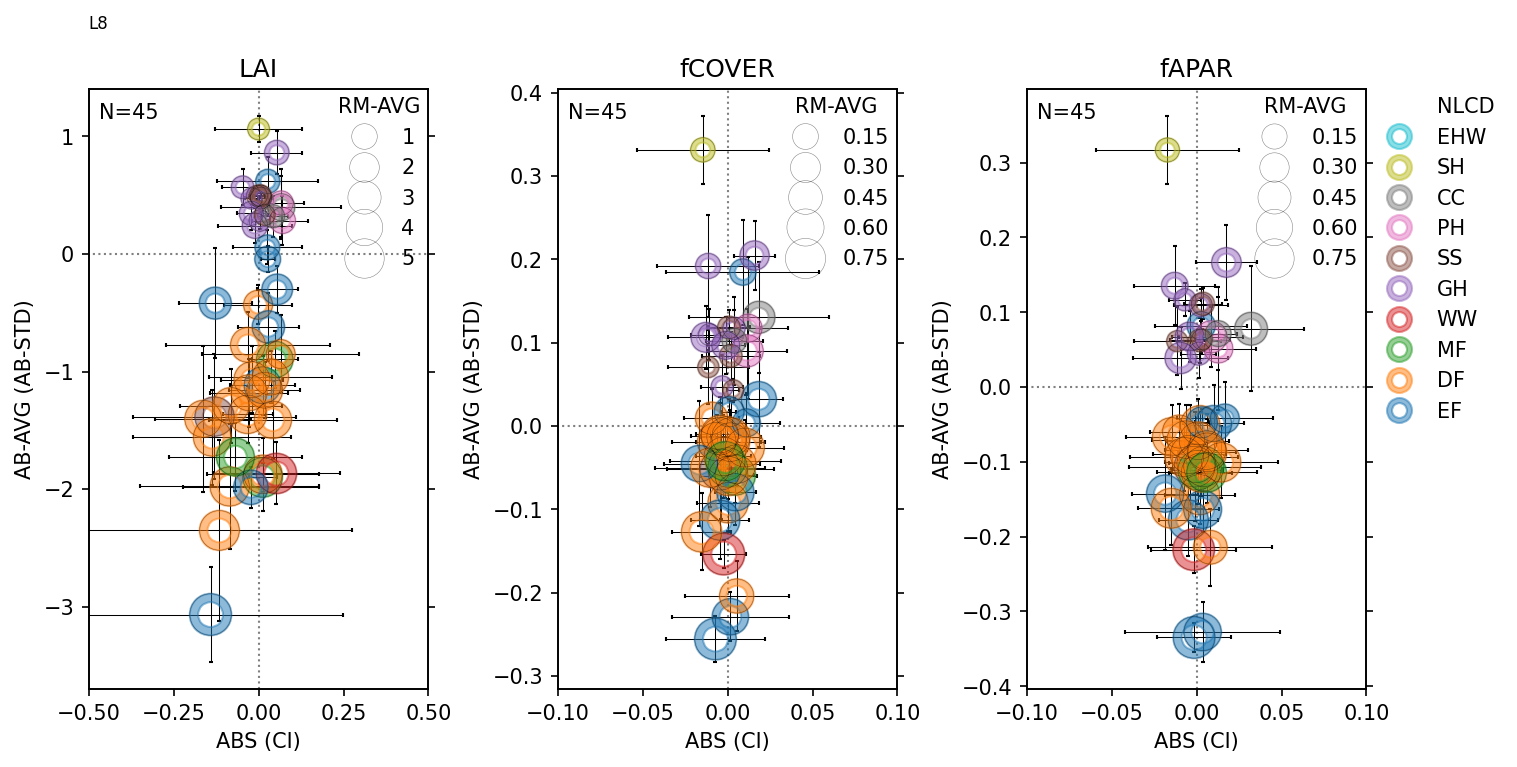 L8
LAI
N=45
RM-AVG
1
2
3
4
5
1
0
−1
−2
−3
AB-AVG (AB-STD)
−0.50
−0.25
0.00
0.25
0.50
ABS (CI)
fCOVER
N=45
RM-AVG
0.15
0.30
0.45
0.60
0.75
0.4
0.3
0.2
0.1
0.0
−0.1
−0.2
−0.3
AB-AVG (AB-STD)
−0.10
−0.05
0.00
0.05
0.10
ABS (CI)
fAPAR
N=45
RM-AVG
0.15
0.30
0.45
0.60
0.75
0.3
0.2
0.1
0.0
−0.1
−0.2
−0.3
−0.4
AB-AVG (AB-STD)
−0.10
−0.05
0.00
0.05
0.10
ABS (CI)
NLCD
EHW
SH
CC
PH
SS
GH
WW
MF
DF
EF